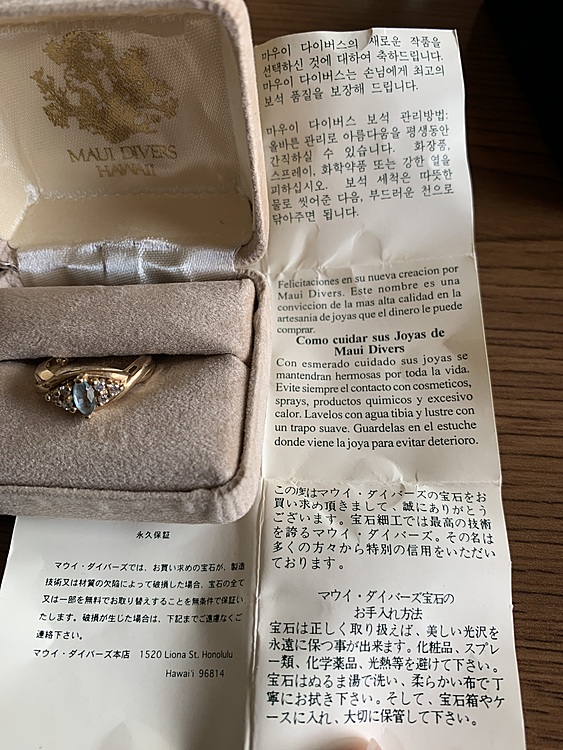 MAUI DIVERS
HAWAII
마우이 다이버스의 새로운 작품을
선택하신 것에 대하여 축하드립니다.
마우이 다이버스는 손님에게 최고의
보석 품질을 보장해 드립니다.
마우이 다이버스 보석 관리방법:
올바른 관리로 아름다움을 평생동안
간직하실 수 있습니다. 화장품,
스프레이, 화학약품 또는 강한 열을
피하십시오. 보석 세척은 따뜻한
물로 씻어준 다음, 부드러운 천으로
닦아주면 됩니다.
Felicitaciones en su nueva creacion por
Maui Divers. Este nombre es una
conviccion de la mas alta calidad en la
artesania de joyas que el dinero le puede
comprar.
Como cuidar sus Joyas de
Maui Divers
Con esmerado cuidado sus joyas se
mantendran hermosas por toda la vida.
Evite siempre el contacto con cosmeticos,
sprays, productos quimicos y excesivo
calor. Lavelos con agua tibia y lustre con
un trapo suave. Guardelas en el estuche
donde viene la joya para evitar deterioro.
この度はマウイ・ダイバーズの宝石をお
買い求め頂きまして、誠にありがとう
ございます。宝石細工では最高の技術
を誇るマウイ・ダイバーズ。その名は
多くの方々から特別の信用をいただい
ております。
マウイ・ダイバーズ宝石の
お手入れ方法
宝石は正しく取り扱えば、美しい光沢を
永遠に保つ事が出来ます。化粧品、スプレ
ー類、化学薬品、光熱等を避けて下さい。
宝石はぬるま湯で洗い、柔らかい布で丁
寧にお拭き下さい。そして、宝石箱やケ
ースに入れ、大切に保管して下さい。
永久保証
マウイ・ダイバーズでは、お買い求めの宝石が、製造
技術又は材質の欠陥によって破損した場合、宝石の全て
又は一部を無料でお取り替えすることを無条件で保証い
たします。破損が生じた場合は、下記までご遠慮なくご
連絡下さい。
マウイ・ダイバーズ本店 1520 Liona St. Honolulu
Hawai'i 96814